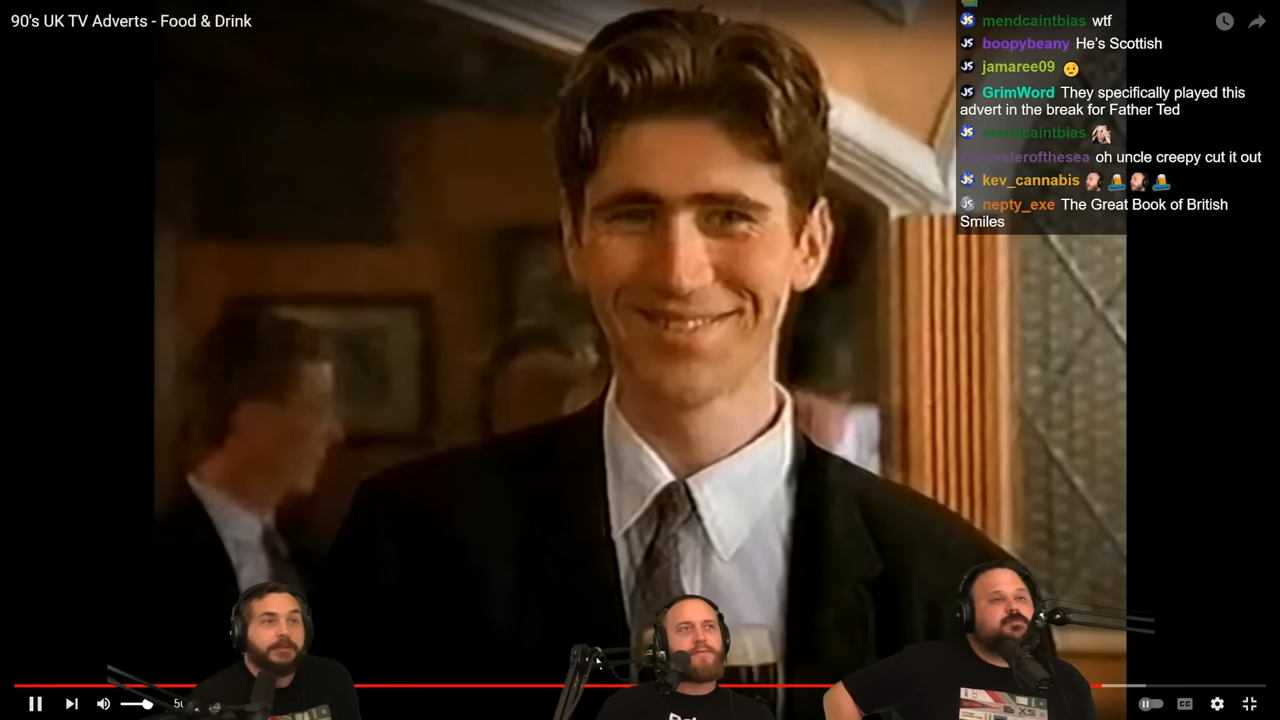 90's UK TV Adverts - Food & Drink
mendcaintbias wtf
boopybeany He's Scottish
jamaree09
GrimWord They specifically played this
advert in the break for Father Ted
mendcaintbias
oh uncle creepy cut it out
kev_cannabis
nepty_exe The Great Book of British
Smiles